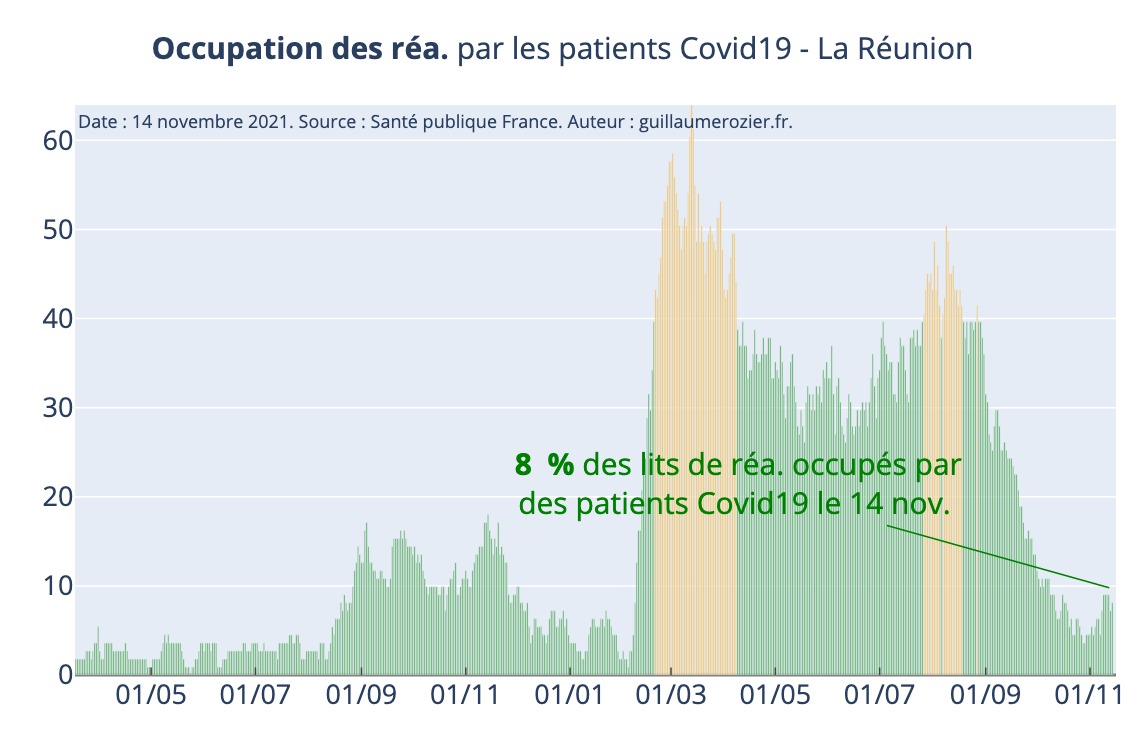 Occupation des réa. par les patients Covid19 - La Réunion
Date : 14 novembre 2021. Source : Santé publique France. Auteur : guillaumerozier.fr.
60
50
40
30
20
10
0
8 % des lits de réa. occupés par
des patients Covid19 le 14 nov.
01/05 01/07 01/09 01/11 01/01 01/03 01/05 01/07 01/09 01/11